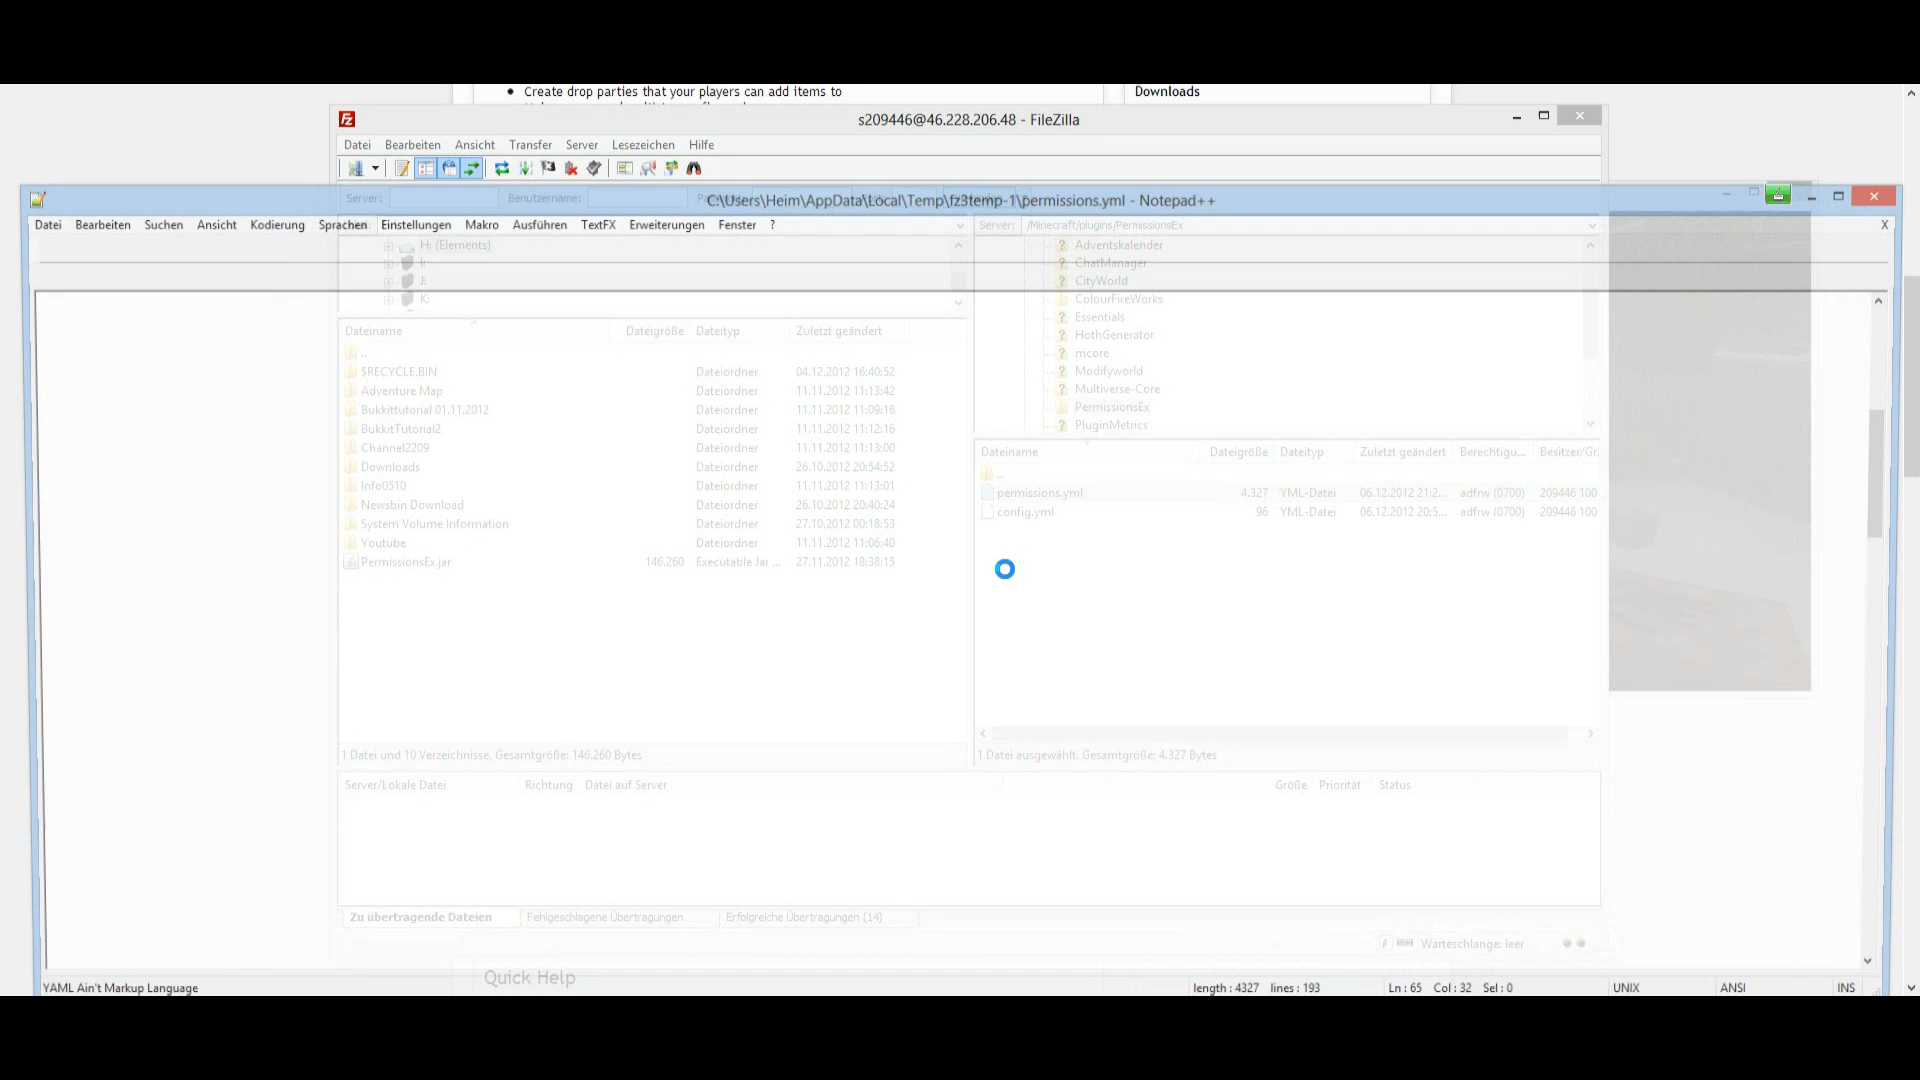 Create drop parties that your players can add items to
Downloads
s209446@46.228.206.48 - FileZilla
Datei Bearbeiten Ansicht Transfer Server Lesezeichen Hilfe
Server: Benutzername:
C:\Users\Heim\AppData\Local\Temp\fz3temp-1\permissions.yml - Notepad++
Datei Bearbeiten Suchen Ansicht Kodierung Sprachen Einstellungen Makro Ausführen TextFX Erweiterungen Fenster ? X
Server: /Minecraft/plugins/PermissionsEx
H: (Elements)
I:
J:
K:
Adventskalender
ChatManager
CityWorld
ColourFireWorks
Essentials
HothGenerator
mcore
Modifyworld
Multiverse-Core
PermissionsEx
PluginMetrics
Dateiname Dateigröße Dateityp Zuletzt geändert
..
$RECYCLE.BIN Dateiordner 04.12.2012 16:40:52
Adventure Map Dateiordner 11.11.2012 11:13:42
Bukkittutorial 01.11.2012 Dateiordner 11.11.2012 11:09:16
BukkitTutorial2 Dateiordner 11.11.2012 11:12:16
Channel2209 Dateiordner 11.11.2012 11:13:00
Downloads Dateiordner 26.10.2012 20:54:52
Info0510 Dateiordner 11.11.2012 11:13:01
Newsbin Download Dateiordner 26.10.2012 20:40:24
System Volume Information Dateiordner 27.10.2012 00:18:53
Youtube Dateiordner 11.11.2012 11:06:40
PermissionsEx.jar 146.260 Executable Jar ... 27.11.2012 18:38:15
Dateiname Dateigröße Dateityp Zuletzt geändert Berechtigu... Besitzer/Gr.
..
permissions.yml 4.327 YML-Datei 06.12.2012 21:2... adfrw (0700) 209446 100
config.yml 96 YML-Datei 06.12.2012 20:5... adfrw (0700) 209446 100
1 Datei und 10 Verzeichnisse. Gesamtgröße: 146.260 Bytes
1 Datei ausgewählt. Gesamtgröße: 4.327 Bytes
Server/Lokale Datei Richtung Datei auf Server Größe Priorität Status
Zu übertragende Dateien Fehlgeschlagene Übertragungen Erfolgreiche Übertragungen (14)
Warteschlange: leer
Quick Help
YAML Ain't Markup Language length : 4327 lines : 193 Ln : 65 Col : 32 Sel : 0 UNIX ANSI INS